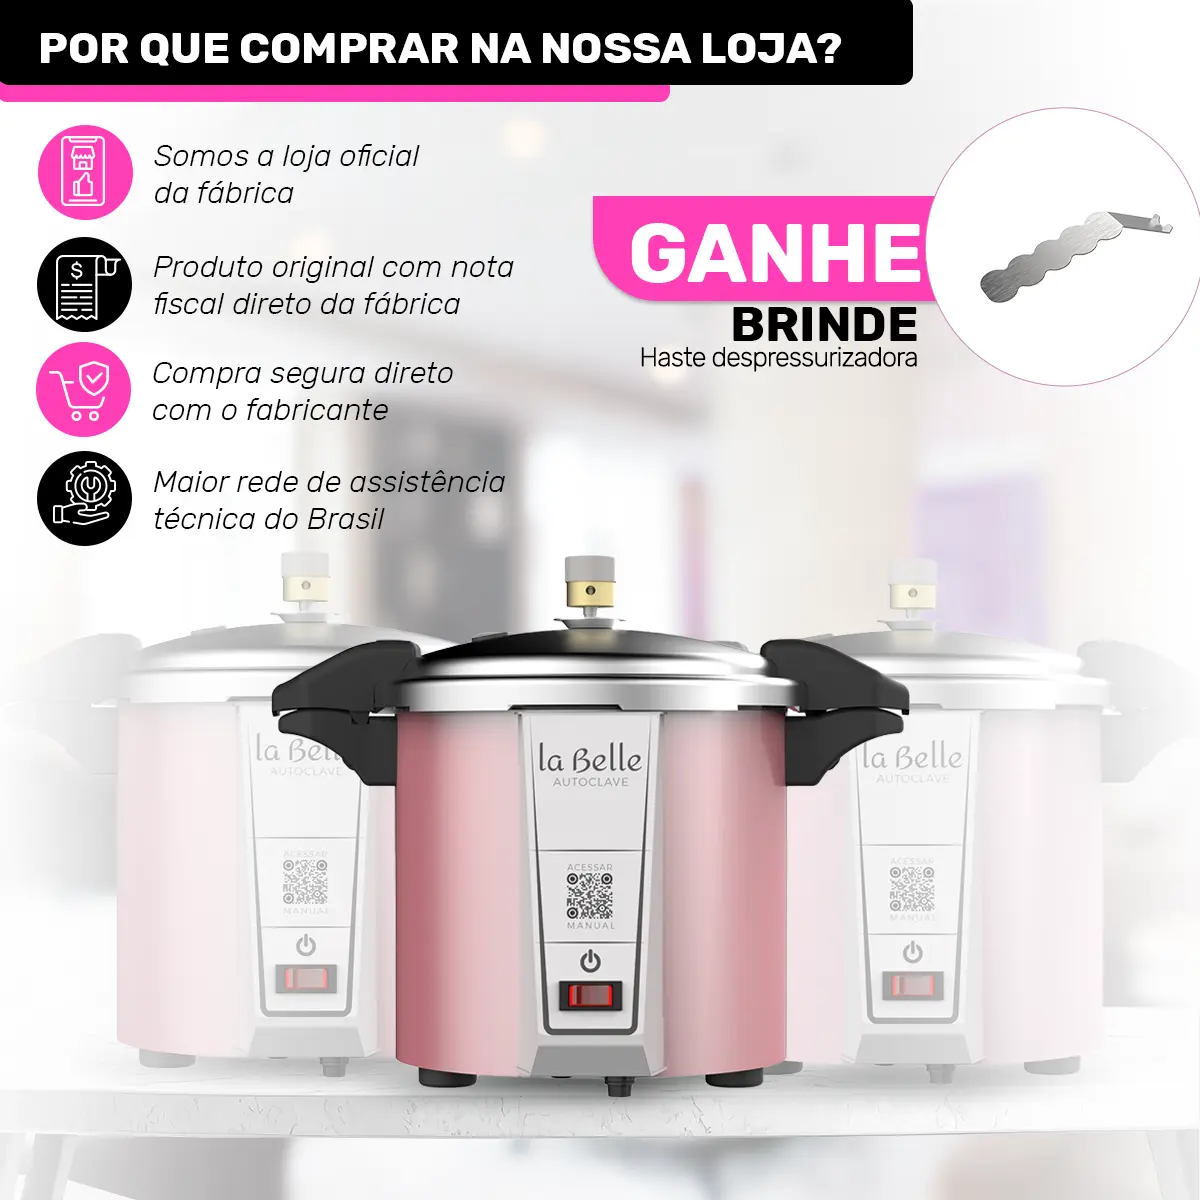 POR QUE COMPRAR NA NOSSA LOJA?
Somos a loja oficial
da fábrica
Produto original com nota
fiscal direto da fábrica
Compra segura direto
com o fabricante
Maior rede de assistência
técnica do Brasil
GANHE
BRINDE
Haste despressurizadora
la Bell
AUTOCLAVE
ACESSAR
MANUAL
la Belle
AUTOCLAVE
ACESSAR
MANUAL
la Belle
AUTOCLAVE
ACESSAR
MANUAL